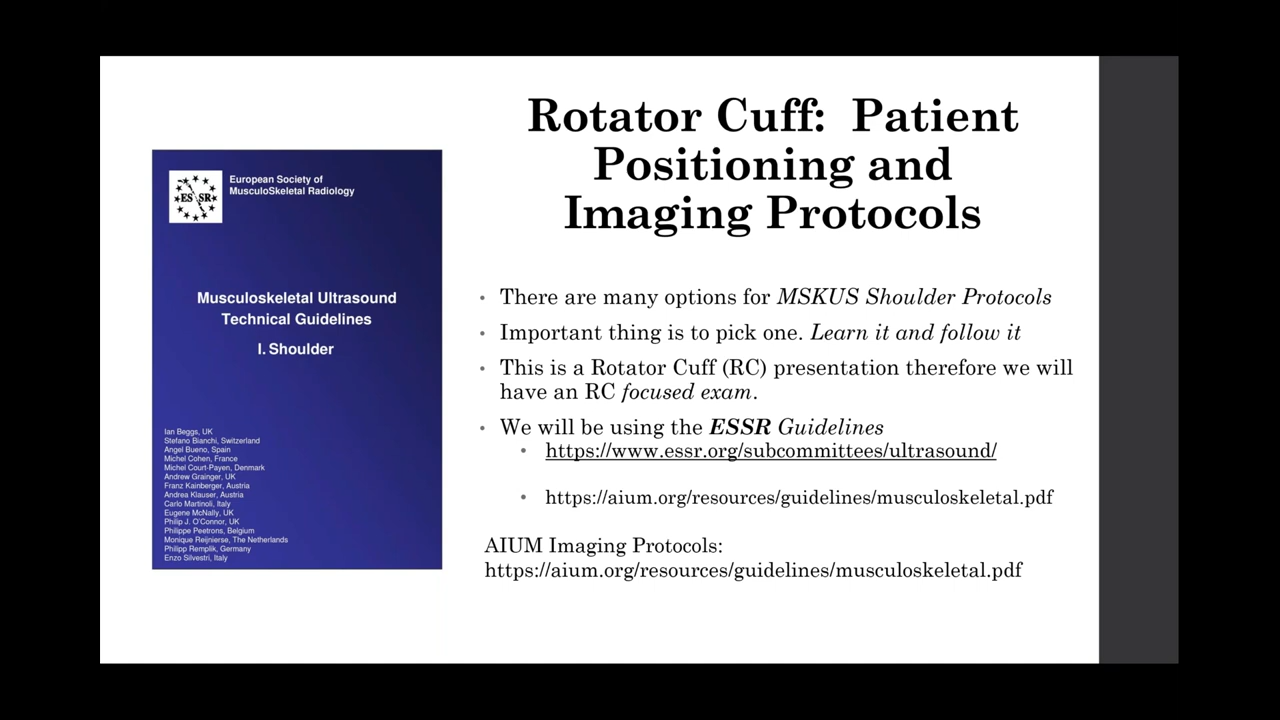 Rotator Cuff:  Patient
Positioning and
Imaging Protocols
ESSR
European Society of
MusculoSkeletal Radiology
Musculoskeletal Ultrasound
Technical Guidelines
I. Shoulder
Ian Beggs, UK
Stefano Bianchi, Switzerland
Angel Bueno, Spain
Michel Cohen, France
Michel Court-Payen, Denmark
Andrew Grainger, UK
Franz Kainberger, Austria
Andrea Klauser, Austria
Carlo Martinoli, Italy
Eugene McNally, UK
Philip J. O'Connor, UK
Philippe Peetrons, Belgium
Monique Reijnierse, The Netherlands
Philipp Remplik, Germany
Enzo Silvestri, Italy
• There are many options for MSKUS Shoulder Protocols
• Important thing is to pick one. Learn it and follow it
• This is a Rotator Cuff (RC) presentation therefore we will
have an RC focused exam.
• We will be using the ESSR Guidelines
• https://www.essr.org/subcommittees/ultrasound/
• https://aium.org/resources/guidelines/musculoskeletal.pdf
AIUM Imaging Protocols:
https://aium.org/resources/guidelines/musculoskeletal.pdf